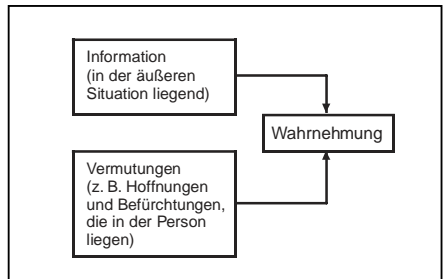 Information
(in der äußeren
Situation liegend)
Wahrnehmung
Vermutungen
(z. B. Hoffnungen
und Befürchtungen,
die in der Person
liegen)